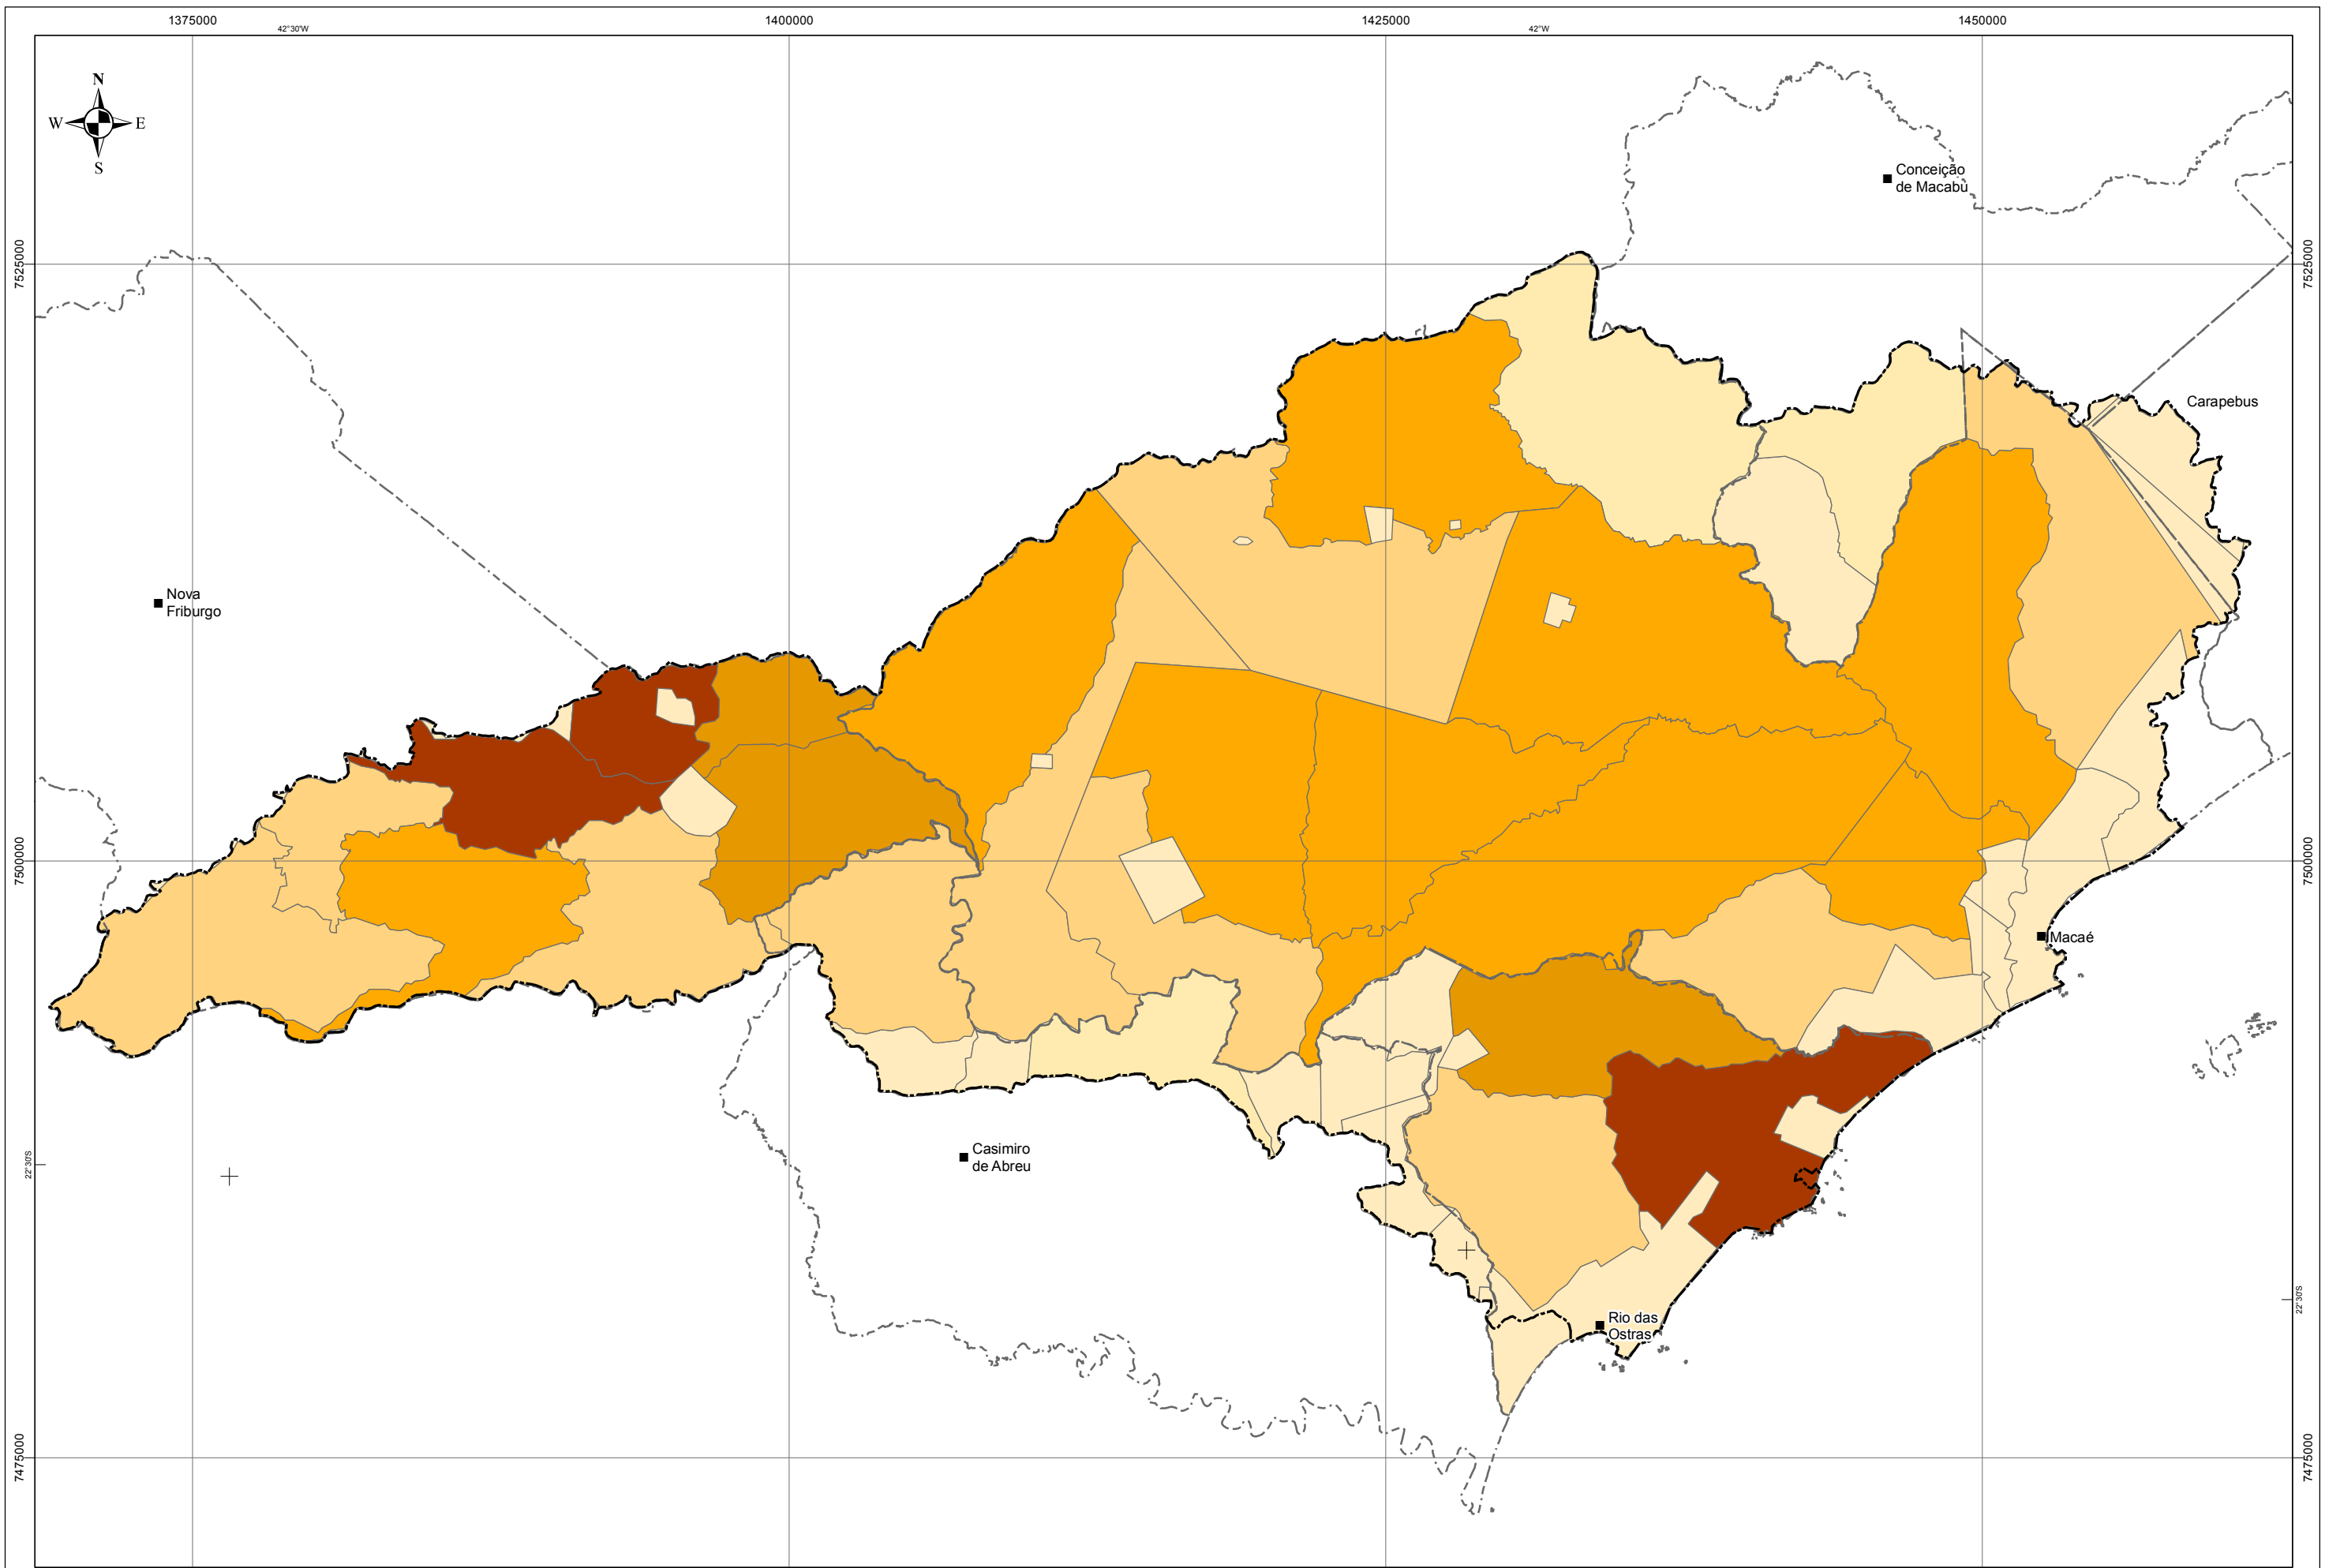 1375000
1400000
1425000
1450000
42°30'W
42°W
N
W
E
S
Conceição
de Macabu
7525000
7525000
Carapebus
Nova
Friburgo
7500000
7500000
Macaé
Casimiro
de Abreu
22°30'S
22°30'S
Rio das
Ostras
7475000
7475000